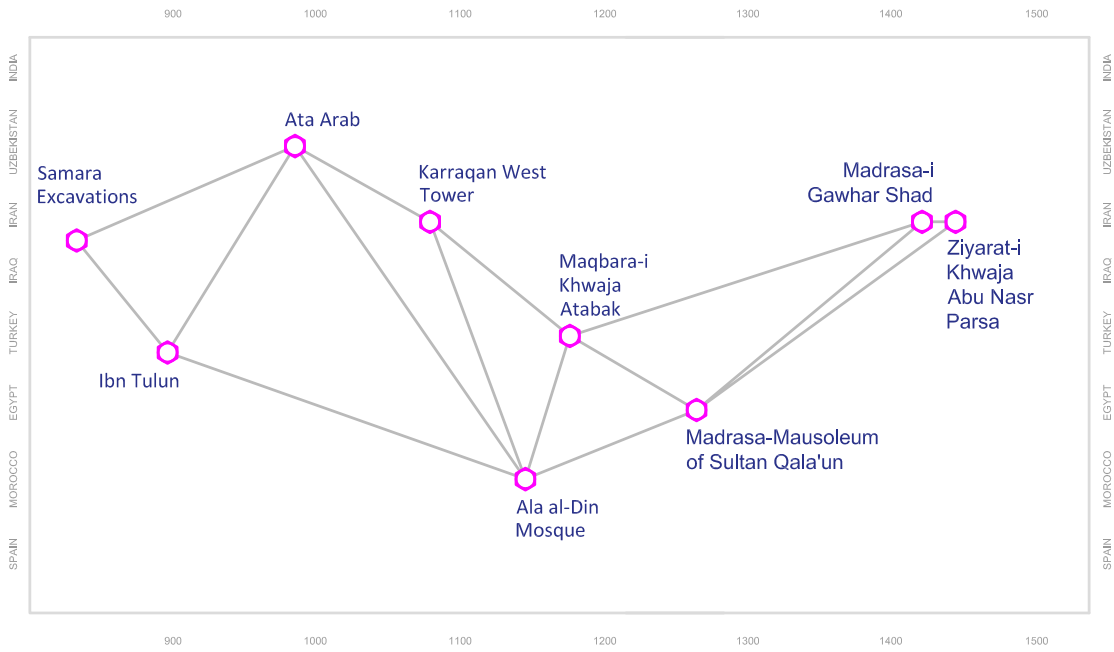 900 1000 1100 1200 1300 1400 1500
INDIA
UZBEKISTAN
IRAN
IRAQ
TURKEY
EGYPT
MOROCCO
SPAIN
Ata Arab
Samara
Excavations
Karraqan West
Tower
Madrasa-i
Gawhar Shad
Maqbara-i
Khwaja
Atabak
Ziyarat-i
Khwaja
Abu Nasr
Parsa
Ibn Tulun
Madrasa-Mausoleum
of Sultan Qala'un
Ala al-Din
Mosque
INDIA
UZBEKISTAN
IRAN
IRAQ
TURKEY
EGYPT
MOROCCO
SPAIN
900 1000 1100 1200 1300 1400 1500